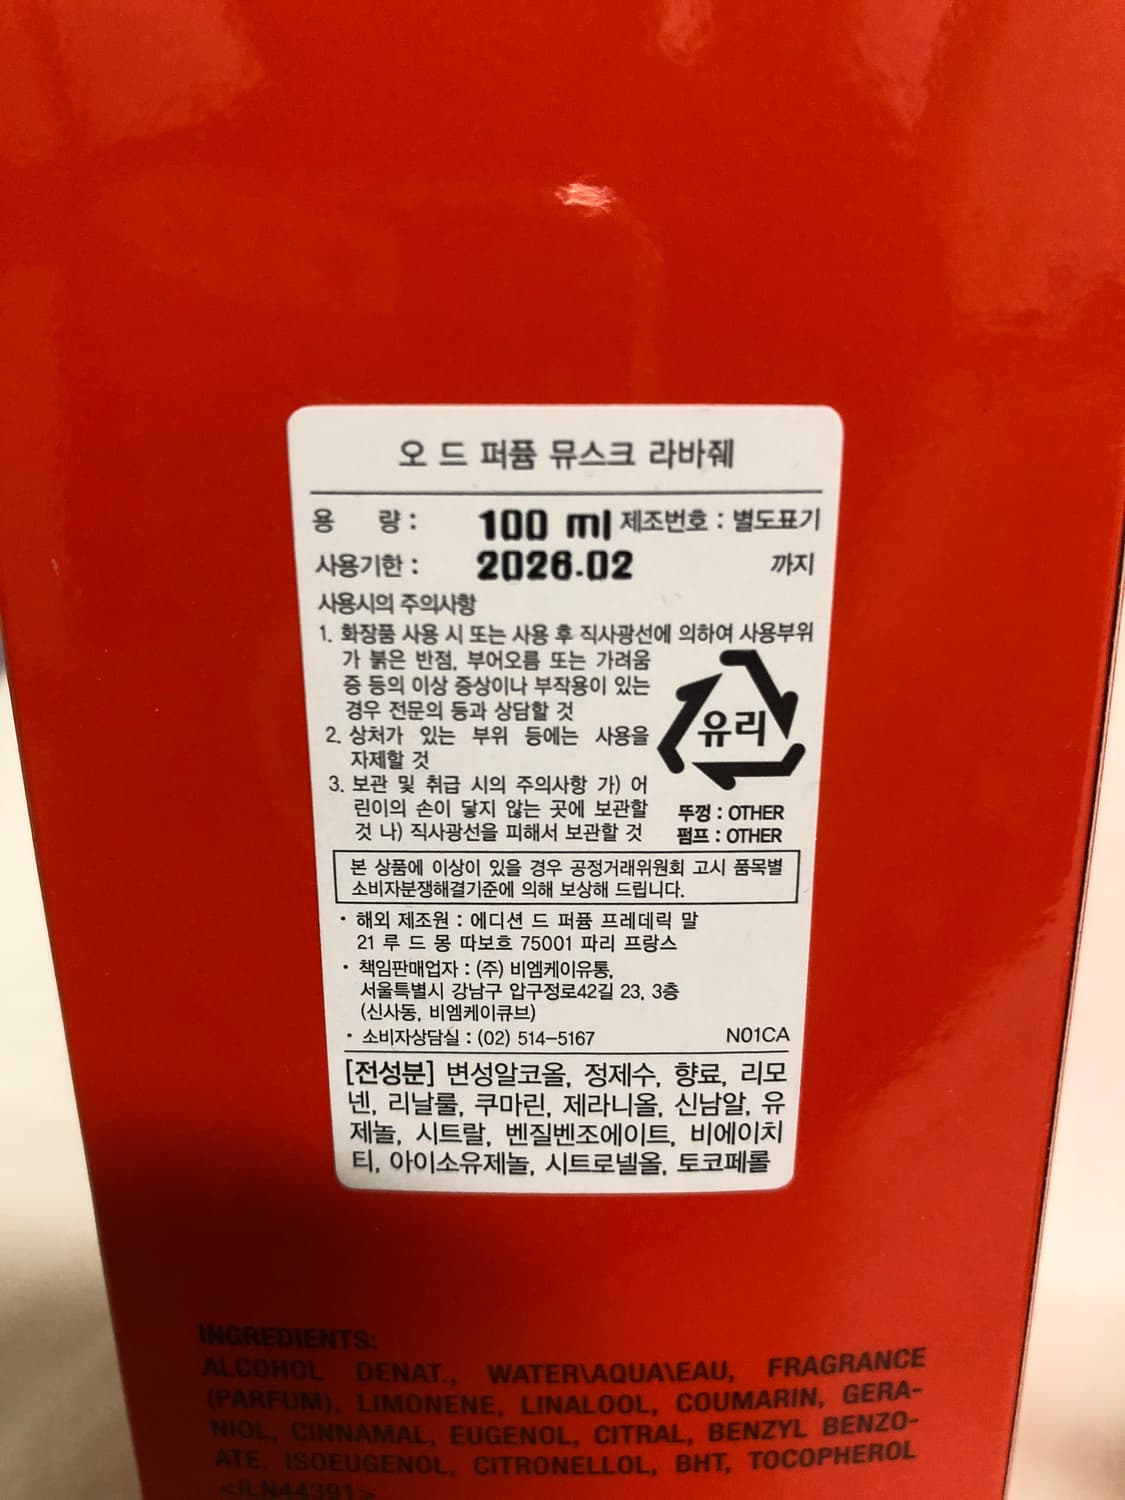 오 드 퍼퓸 뮤스크 라바줴
용 량 : 100 ml 제조번호 : 별도표기
사용기한 : 2026.02 까지
사용시의 주의사항
1. 화장품 사용 시 또는 사용 후 직사광선에 의하여 사용부위
가 붉은 반점, 부어오름 또는 가려움
증 등의 이상 증상이나 부작용이 있는
경우 전문의 등과 상담할 것
2. 상처가 있는 부위 등에는 사용을
자제할 것
3. 보관 및 취급 시의 주의사항 가) 어
린이의 손이 닿지 않는 곳에 보관할
것 나) 직사광선을 피해서 보관할 것
유리
뚜껑 : OTHER
펌프 : OTHER
본 상품에 이상이 있을 경우 공정거래위원회 고시 품목별
소비자분쟁해결기준에 의해 보상해 드립니다.
· 해외 제조원 : 에디션 드 퍼퓸 프레데릭 말
21 루 드 몽 따보흐 75001 파리 프랑스
· 책임판매업자 : (주) 비엠케이유통,
서울특별시 강남구 압구정로42길 23, 3층
(신사동, 비엠케이큐브)
· 소비자상담실 : (02) 514-5167 N01CA
[전성분] 변성알코올, 정제수, 향료, 리모
넨, 리날룰, 쿠마린, 제라니올, 신남알, 유
제놀, 시트랄, 벤질벤조에이트, 비에이치
티, 아이소유제놀, 시트로넬올, 토코페롤
INGREDIENTS:
ALCOHOL DENAT., WATER\AQUA\EAU, FRAGRANCE
(PARFUM), LIMONENE, LINALOOL, COUMARIN, GERA-
NIOL, CINNAMAL, EUGENOL, CITRAL, BENZYL BENZO-
ATE, ISOEUGENOL, CITRONELLOL, BHT, TOCOPHEROL
<ILN44391>